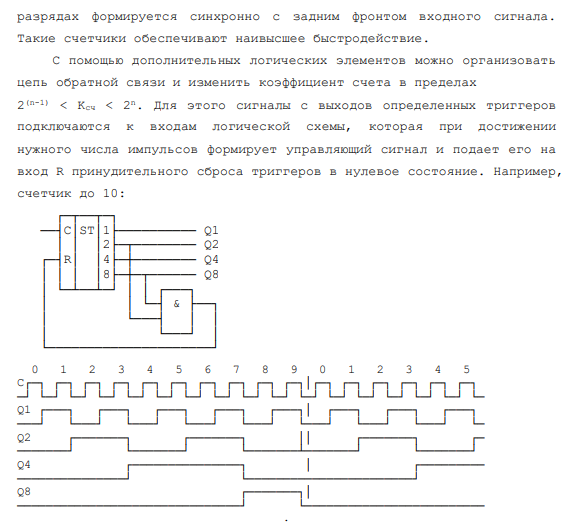 разрядах формируется синхронно с задним фронтом входного сигнала.
Такие счетчики обеспечивают наивысшее быстродействие.
С помощью дополнительных логических элементов можно организовать
цепь обратной связи и изменить коэффициент счета в пределах
2⁽ⁿ⁻¹⁾ < Kсч < 2ⁿ. Для этого сигналы с выходов определенных триггеров
подключаются к входам логической схемы, которая при достижении
нужного числа импульсов формирует управляющий сигнал и подает его на
вход R принудительного сброса триггеров в нулевое состояние. Например,
счетчик до 10:
C ST 1 Q1
2 Q2
R 4 Q4
8 Q8
&
0 1 2 3 4 5 6 7 8 9 0 1 2 3 4 5
C
Q1
Q2
Q4
Q8